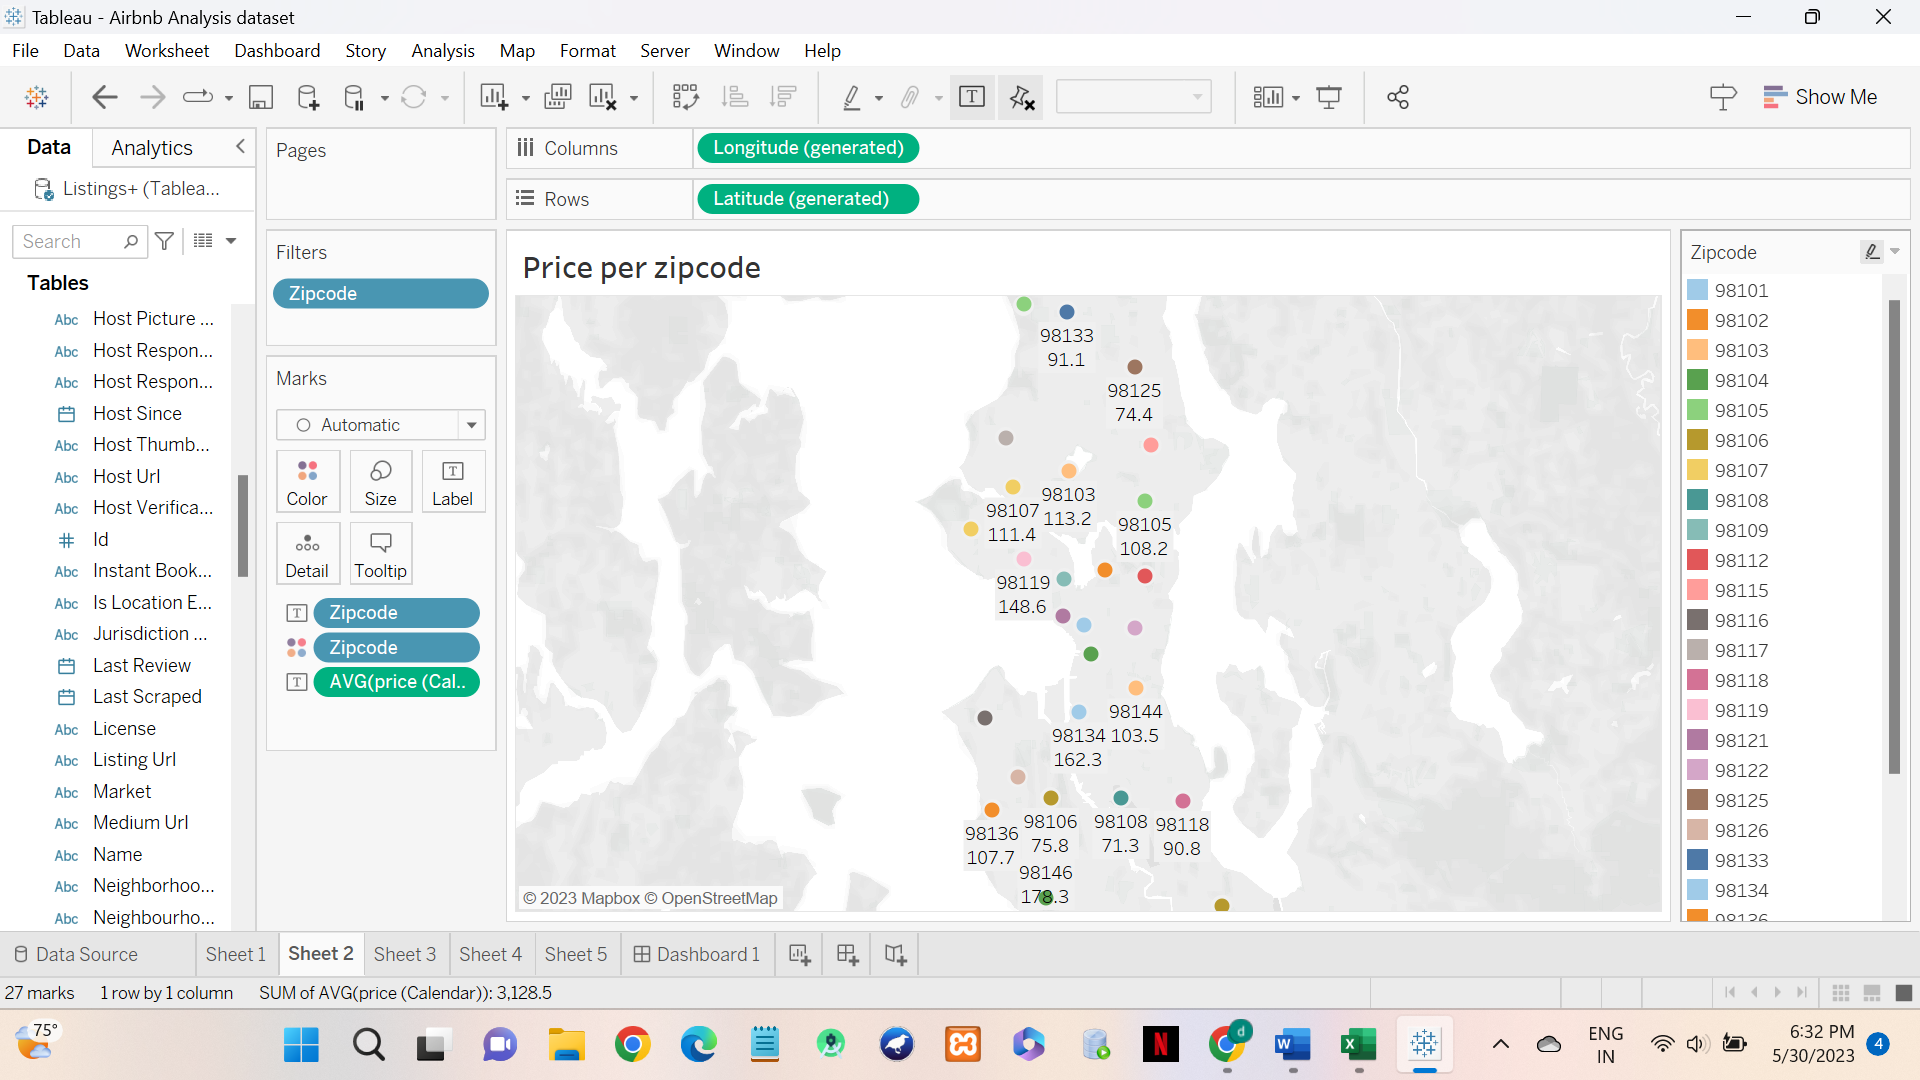 Tableau - Airbnb Analysis dataset
File Data Worksheet Dashboard Story Analysis Map Format Server Window Help
Show Me
Data Analytics
Listings+ (Tablea...
Search
Tables
Abc Host Picture ...
Abc Host Respon...
Abc Host Respon...
Host Since
Abc Host Thumb...
Abc Host Url
Abc Host Verifica...
Id
Abc Instant Book...
Abc Is Location E...
Abc Jurisdiction ...
Last Review
Last Scraped
Abc License
Abc Listing Url
Abc Market
Abc Medium Url
Abc Name
Abc Neighborhoo...
Abc Neighbourho...
Pages
Filters
Zipcode
Marks
Automatic
Color Size Label
Detail Tooltip
Zipcode
Zipcode
AVG(price (Cal..
Columns Longitude (generated)
Rows Latitude (generated)
Price per zipcode
98133
91.1
98125
74.4
98103
113.2
98107
111.4
98105
108.2
98119
148.6
98144
103.5
98134
162.3
98136
107.7
98106
75.8
98108
71.3
98118
90.8
98146
178.3
© 2023 Mapbox © OpenStreetMap
Zipcode
98101
98102
98103
98104
98105
98106
98107
98108
98109
98112
98115
98116
98117
98118
98119
98121
98122
98125
98126
98133
98134
98136
Data Source Sheet 1 Sheet 2 Sheet 3 Sheet 4 Sheet 5 Dashboard 1
27 marks 1 row by 1 column SUM of AVG(price (Calendar)): 3,128.5
75°
ENG
IN
6:32 PM
5/30/2023
4